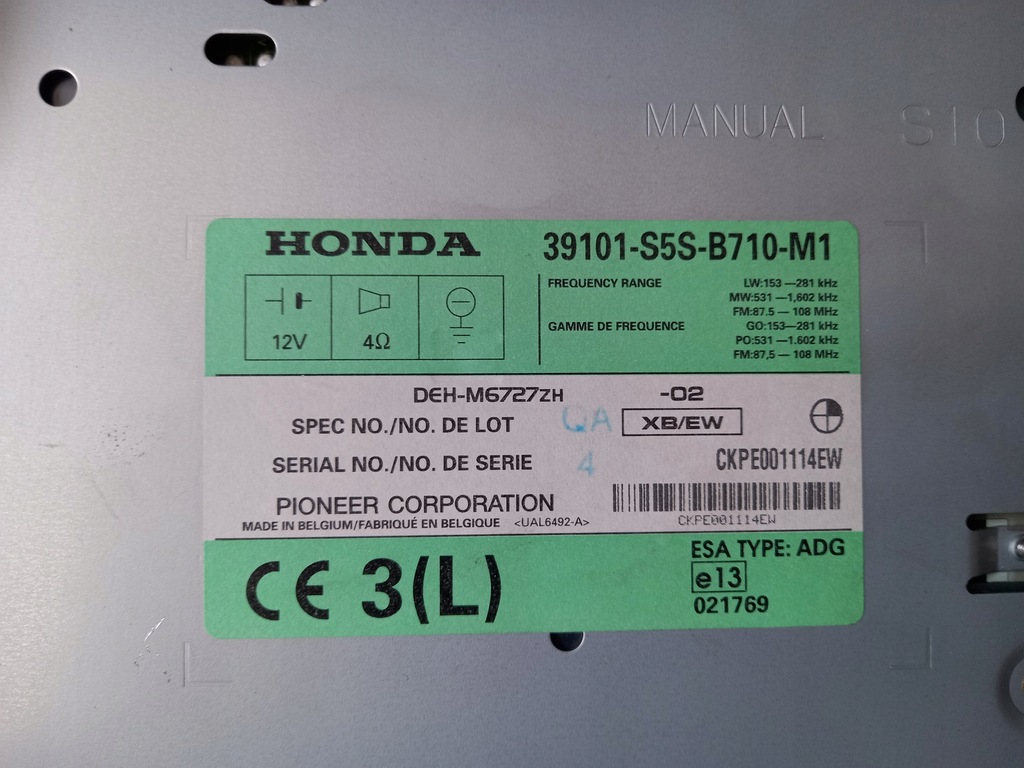 MANUAL S10
HONDA 39101-S5S-B710-M1
12V 4Ω
FREQUENCY RANGE LW:153 —281 kHz
MW:531 —1,602 kHz
FM:87.5 — 108 MHz
GAMME DE FREQUENCE GO:153—281 kHz
PO:531 —1.602 kHz
FM:87,5 — 108 MHz
DEH-M6727ZH -02
SPEC NO./NO. DE LOT QA XB/EW
SERIAL NO./NO. DE SERIE 4 CKPE001114EW
PIONEER CORPORATION
MADE IN BELGIUM/FABRIQUÉ EN BELGIQUE <UAL6492-A> CKPE001114EW
CE 3(L)
ESA TYPE: ADG
e13
021769